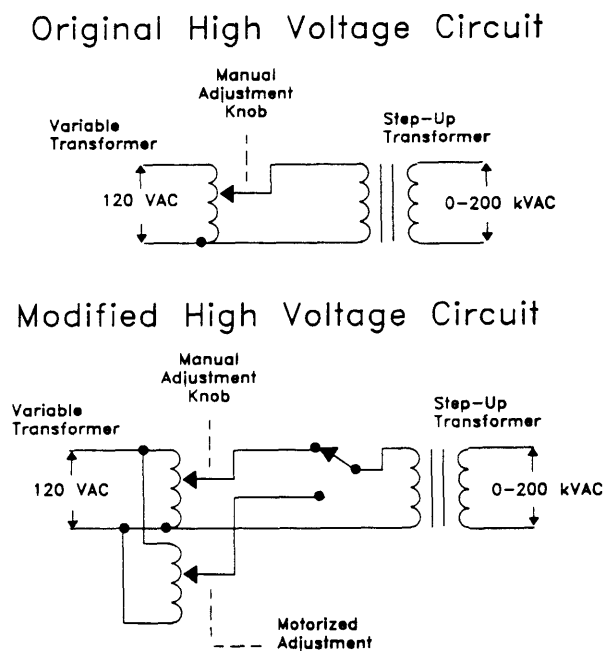 Original High Voltage Circuit
Manual
Adjustment
Knob
Variable
Transformer
Step-Up
Transformer
120 VAC
0-200 kVAC
Modified High Voltage Circuit
Manual
Adjustment
Knob
Variable
Transformer
Step-Up
Transformer
120 VAC
0-200 kVAC
Motorized
Adjustment